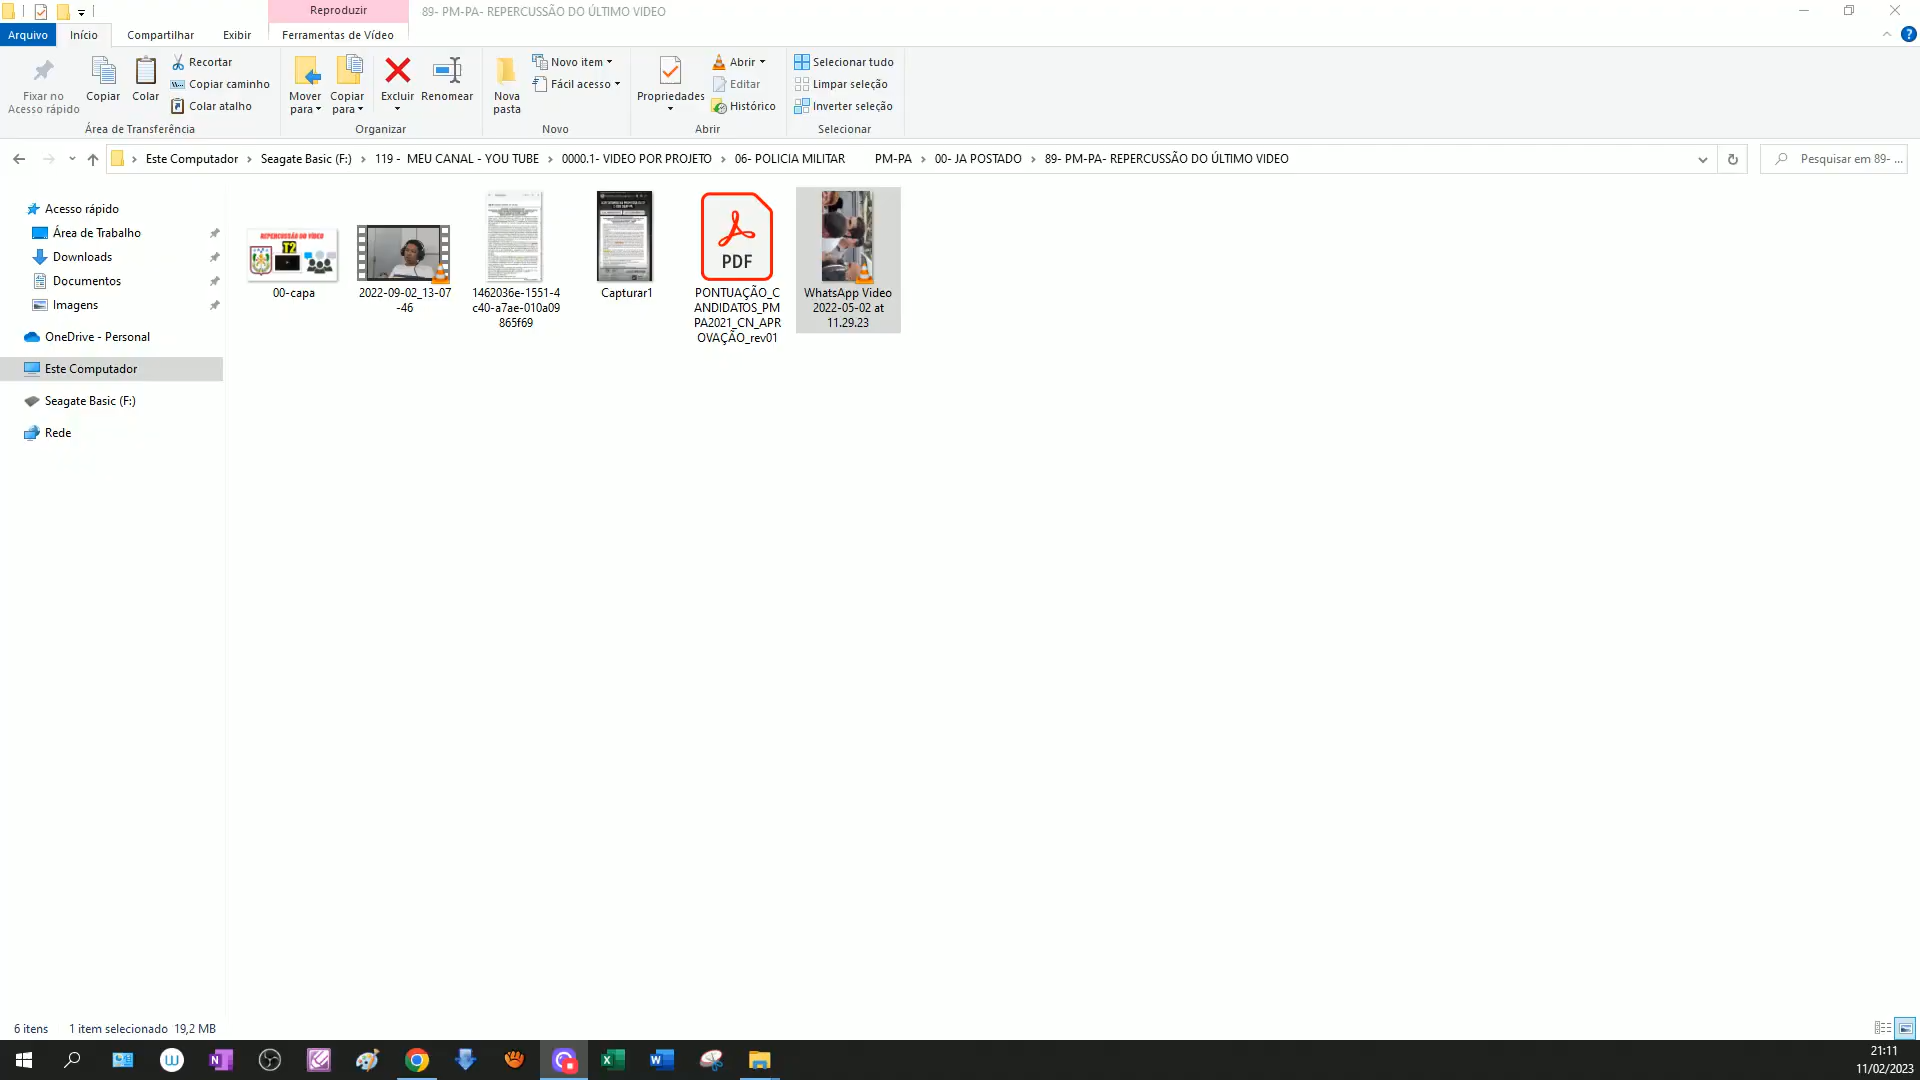 Reproduzir
89- PM-PA- REPERCUSSÃO DO ÚLTIMO VIDEO
Arquivo
Início
Compartilhar
Exibir
Ferramentas de Vídeo
Fixar no
Acesso rápido
Copiar
Colar
Recortar
Copiar caminho
Colar atalho
Área de Transferência
Mover
para
Copiar
para
Excluir
Renomear
Organizar
Nova
pasta
Novo item
Fácil acesso
Novo
Propriedades
Abrir
Editar
Histórico
Abrir
Selecionar tudo
Limpar seleção
Inverter seleção
Selecionar
Este Computador
Seagate Basic (F:)
119 - MEU CANAL - YOU TUBE
0000.1- VIDEO POR PROJETO
06- POLICIA MILITAR PM-PA
00- JA POSTADO
89- PM-PA- REPERCUSSÃO DO ÚLTIMO VIDEO
Pesquisar em 89- ...
Acesso rápido
Área de Trabalho
Downloads
Documentos
Imagens
OneDrive - Personal
Este Computador
Seagate Basic (F:)
Rede
REPERCUSSÃO DO VÍDEO
T2
00-capa
2022-09-02_13-07
-46
1462036e-1551-4
c40-a7ae-010a09
865f69
Capturar1
PDF
PONTUAÇÃO_C
ANDIDATOS_PM
PA2021_CN_APR
OVAÇÃO_rev01
WhatsApp Video
2022-05-02 at
11.29.23
6 itens
1 item selecionado 19,2 MB
21:11
11/02/2023